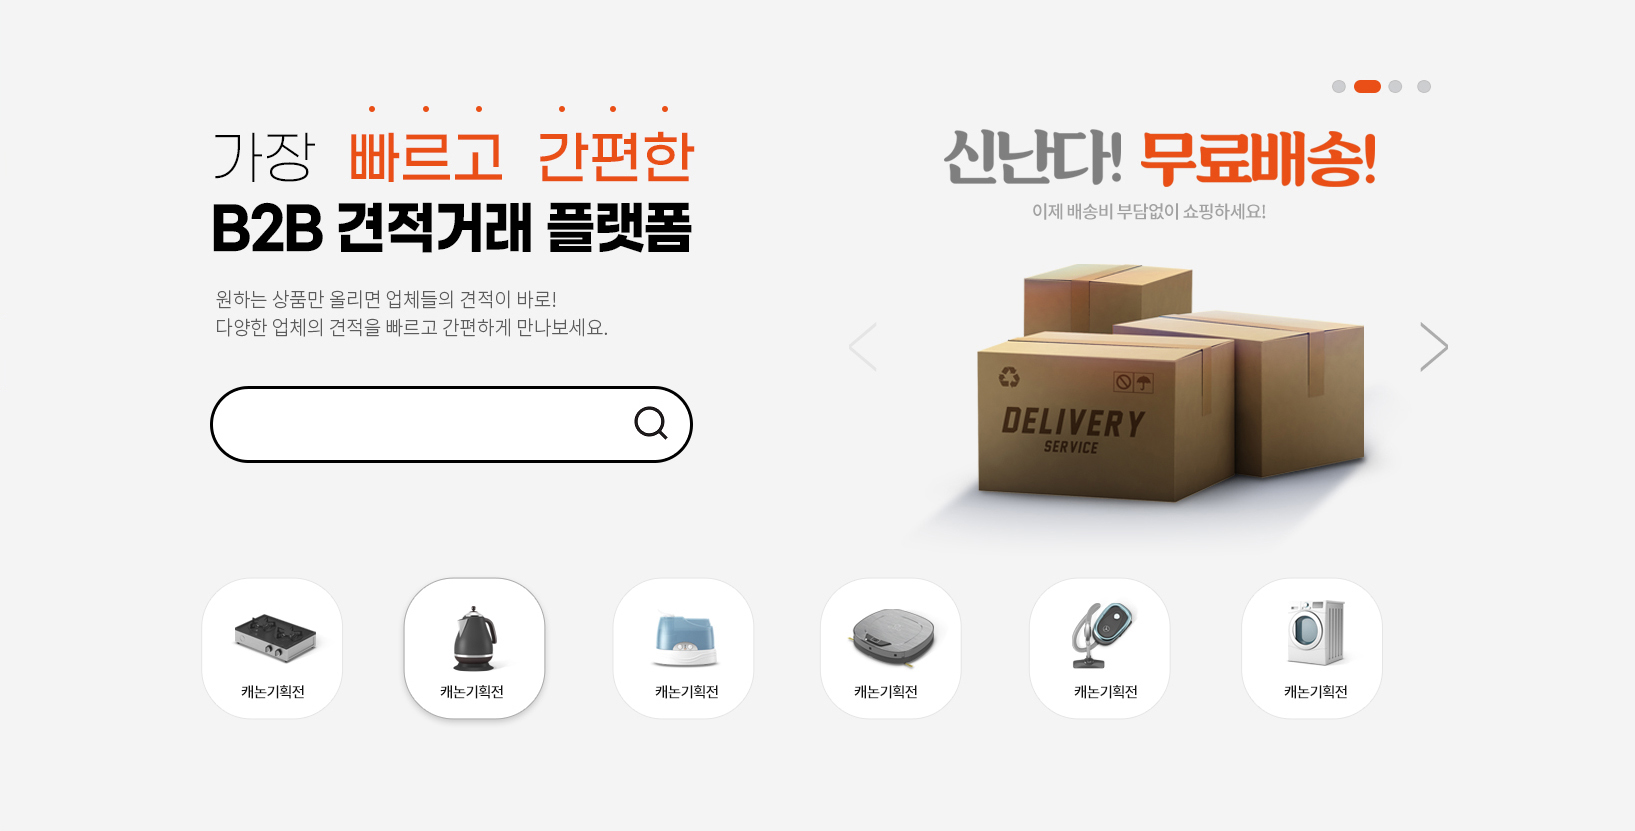 가장 빠르고 간편한
B2B 견적거래 플랫폼
원하는 상품만 올리면 업체들의 견적이 바로!
다양한 업체의 견적을 빠르고 간편하게 만나보세요.
신난다! 무료배송!
이제 배송비 부담없이 쇼핑하세요!
DELIVERY
SERVICE
캐논기획전
캐논기획전
캐논기획전
캐논기획전
캐논기획전
캐논기획전